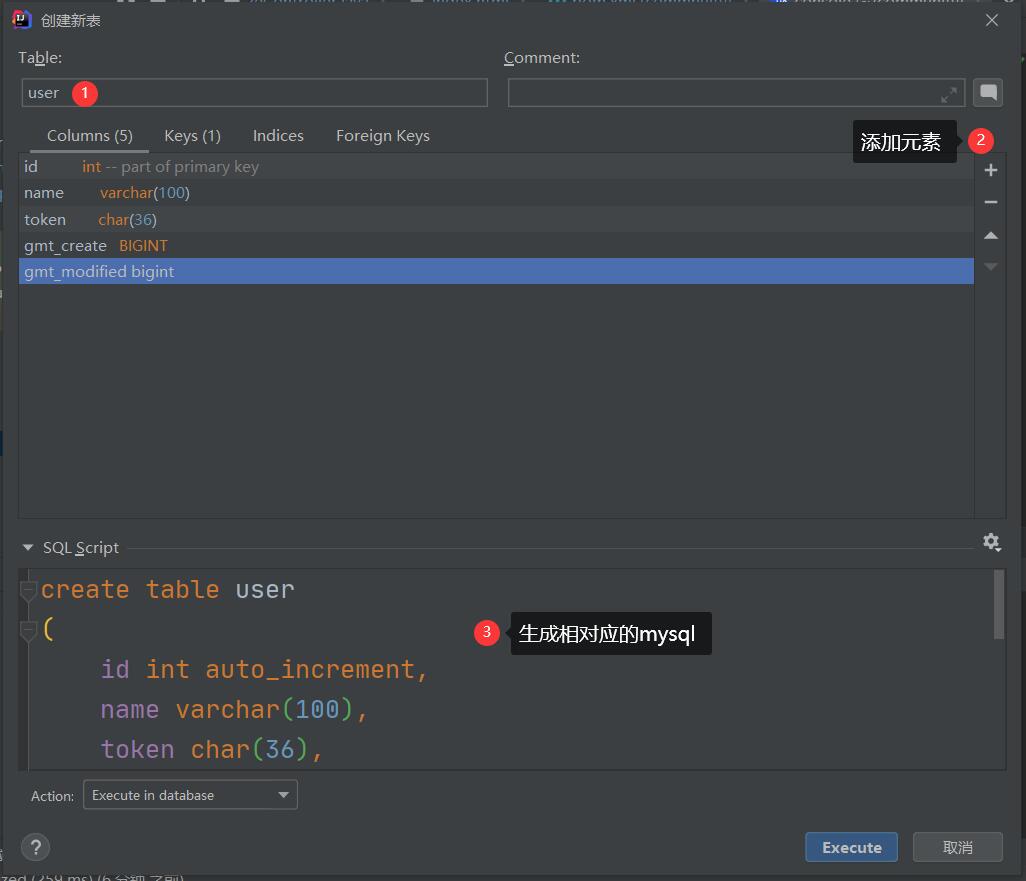 创建新表
Table:
Comment:
user 1
Columns (5) Keys (1) Indices Foreign Keys
添加元素 2
id int -- part of primary key
name varchar(100)
token char(36)
gmt_create BIGINT
gmt_modified bigint
SQL Script
create table user
(
3 生成相对应的mysql
id int auto_increment,
name varchar(100),
token char(36),
Action: Execute in database
? Execute 取消